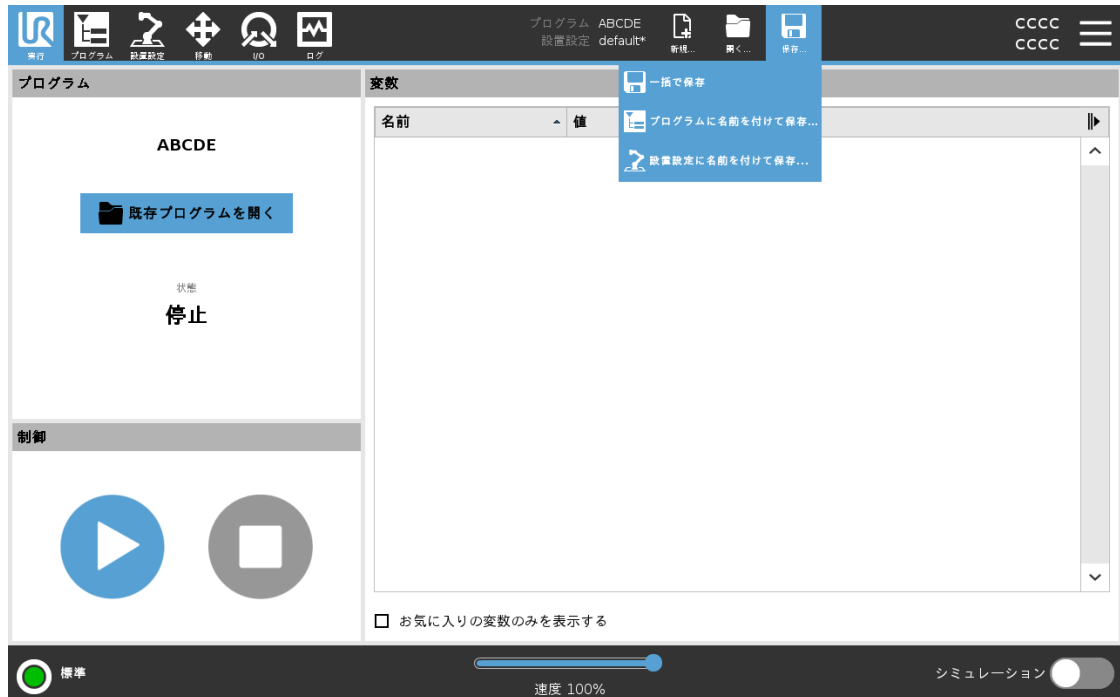 UR
実行
プログラム
設置設定
移動
I/O
ログ
プログラム ABCDE
設置設定 default*
新規...
開く...
保存...
CCCC
CCCC
一括で保存
プログラムに名前を付けて保存...
設置設定に名前を付けて保存...
プログラム
ABCDE
既存プログラムを開く
状態
停止
制御
変数
名前
値
お気に入りの変数のみを表示する
標準
速度 100%
シミュレーション